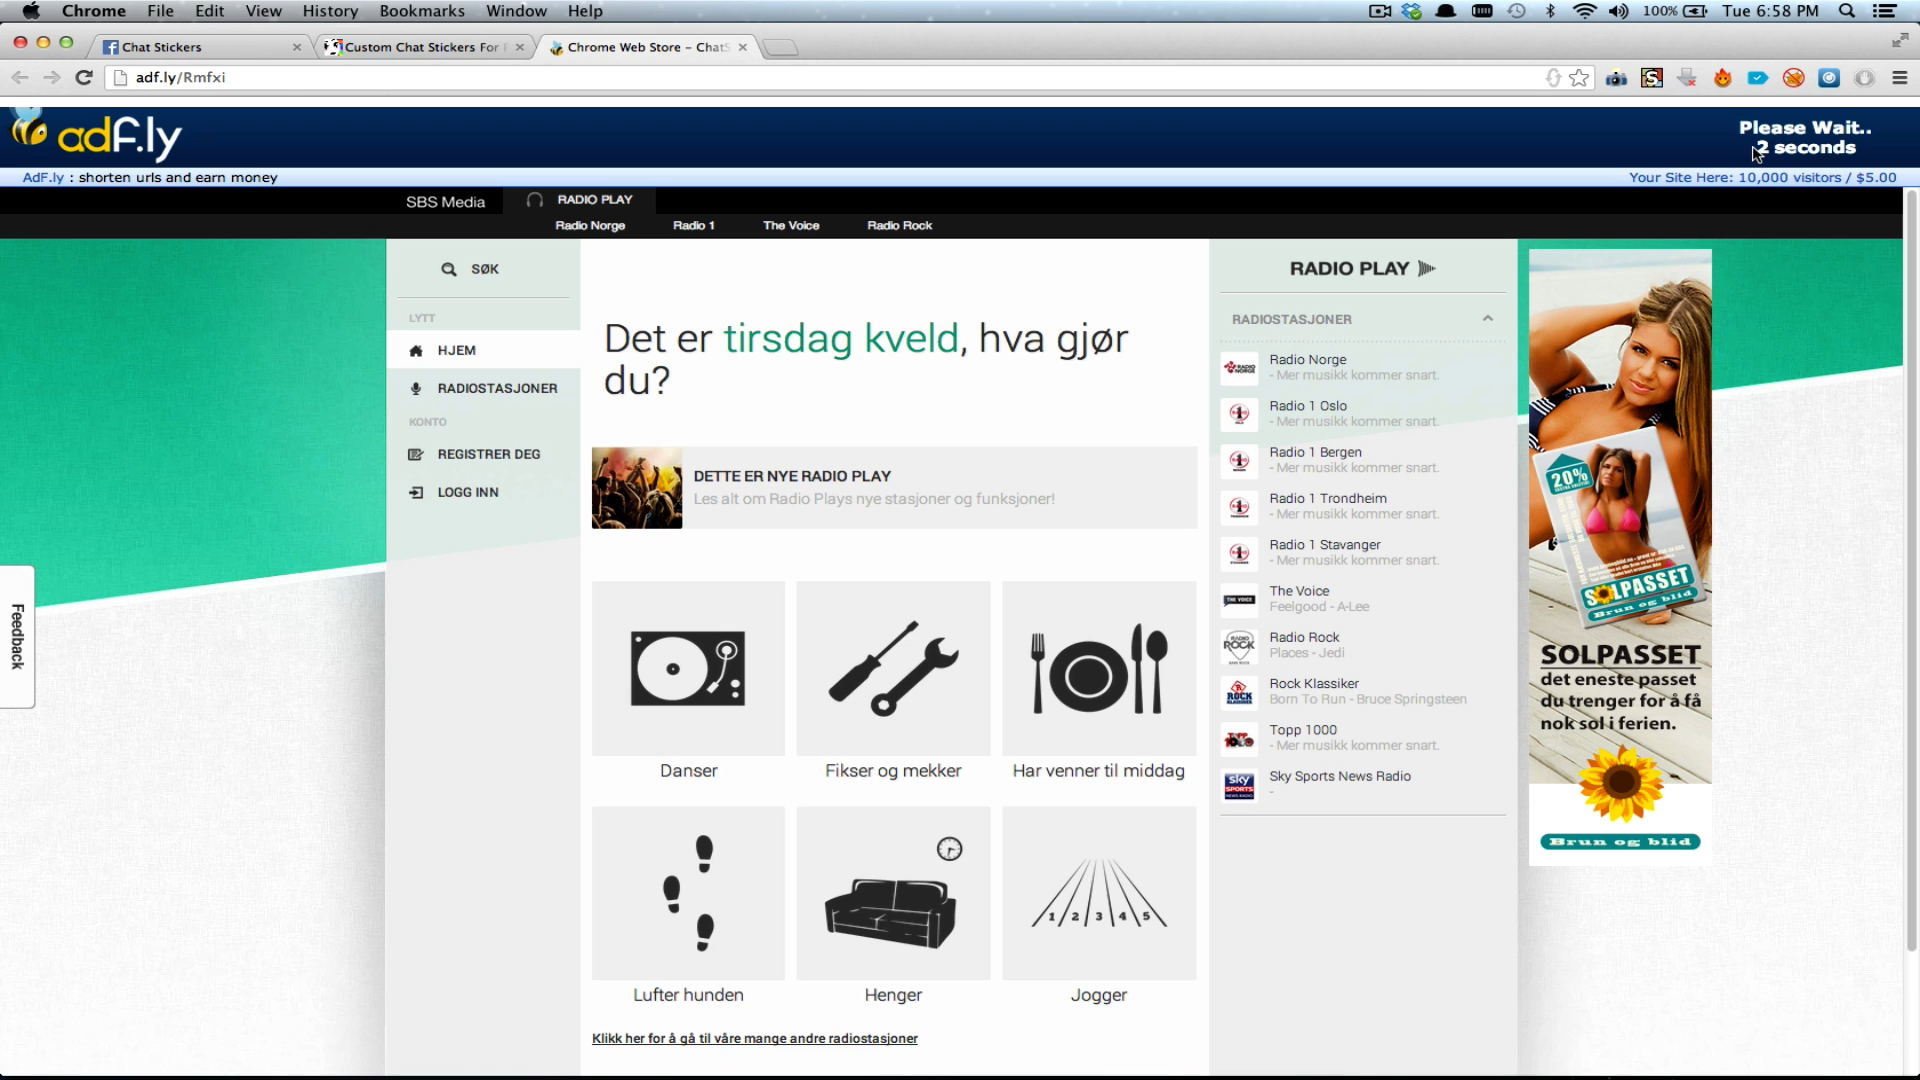 Chrome File Edit View History Bookmarks Window Help 100% Tue 6:58 PM
Chat Stickers Custom Chat Stickers For Chrome Web Store – Chat
adf.ly/Rmfxi
adf.ly
Please Wait..
2 seconds
AdF.ly : shorten urls and earn money
Your Site Here: 10,000 visitors / $5.00
SBS Media RADIO PLAY
Radio Norge Radio 1 The Voice Radio Rock
SØK
LYTT
HJEM
RADIOSTASJONER
KONTO
REGISTRER DEG
LOGG INN
Feedback
Det er tirsdag kveld, hva gjør
du?
DETTE ER NYE RADIO PLAY
Les alt om Radio Plays nye stasjoner og funksjoner!
Danser
Fikser og mekker
Har venner til middag
1 2 3 4 5
Lufter hunden
Henger
Jogger
Klikk her for å gå til våre mange andre radiostasjoner
RADIO PLAY
RADIOSTASJONER
Radio Norge
- Mer musikk kommer snart.
Radio 1 Oslo
- Mer musikk kommer snart.
Radio 1 Bergen
- Mer musikk kommer snart.
Radio 1 Trondheim
- Mer musikk kommer snart.
Radio 1 Stavanger
- Mer musikk kommer snart.
The Voice
Feelgood - A-Lee
Radio Rock
Places - Jedi
Rock Klassiker
Born To Run - Bruce Springsteen
Topp 1000
- Mer musikk kommer snart.
Sky Sports News Radio
-
20%
SOLPASSET
Brun og blid
SOLPASSET
det eneste passet
du trenger for å få
nok sol i ferien.
Brun og blid